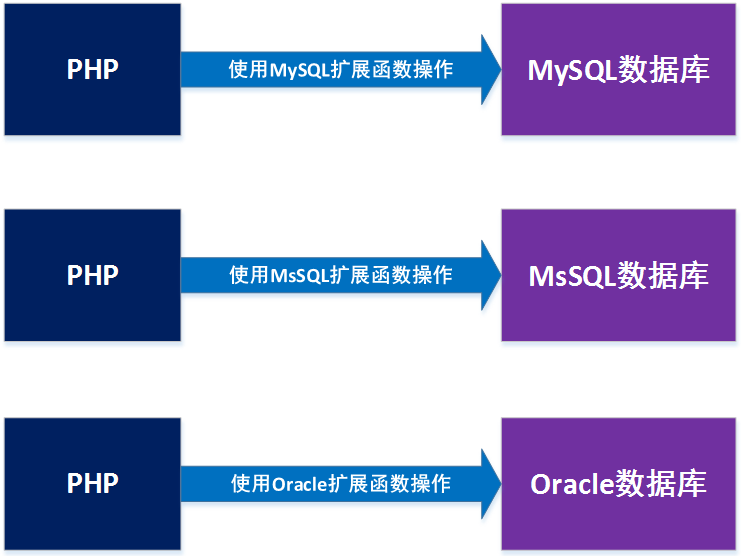 PHP
使用MySQL扩展函数操作
MySQL数据库
PHP
使用MsSQL扩展函数操作
MsSQL数据库
PHP
使用Oracle扩展函数操作
Oracle数据库